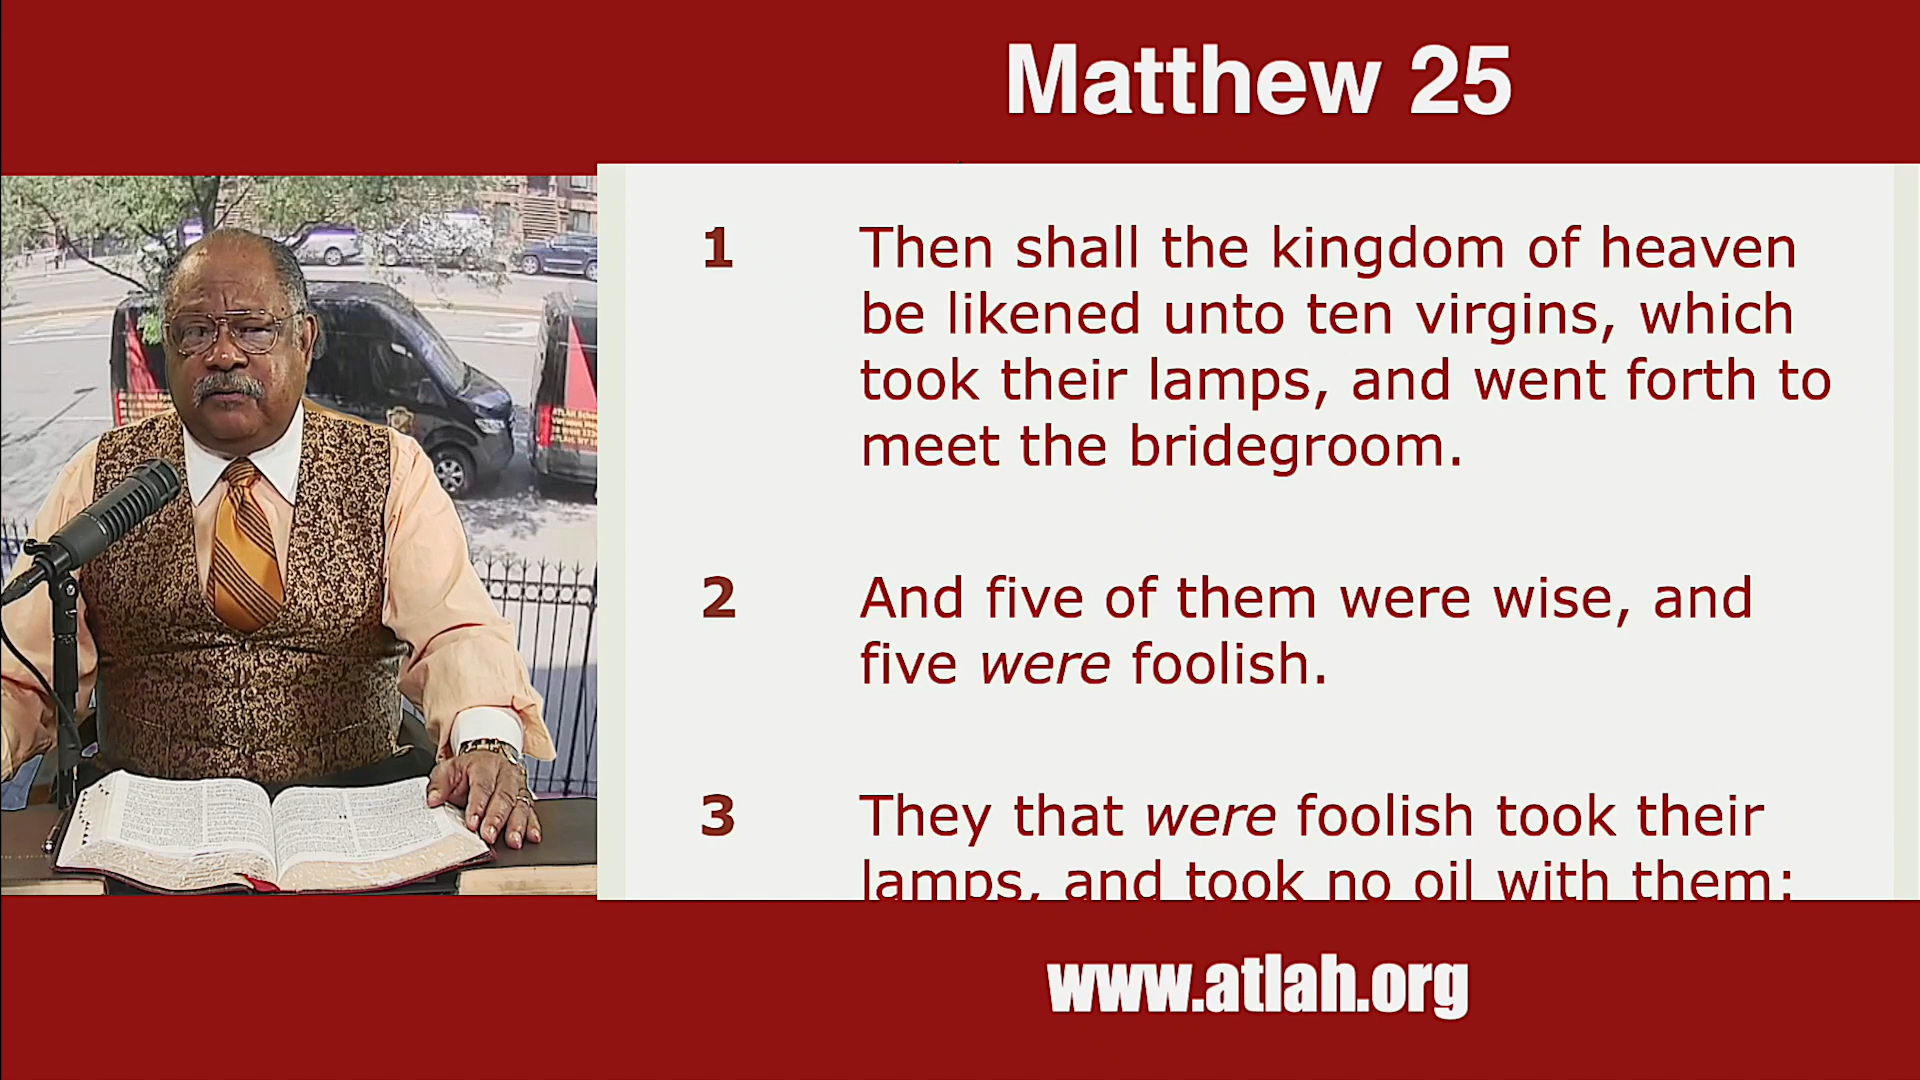 Matthew 25
1 Then shall the kingdom of heaven
be likened unto ten virgins, which
took their lamps, and went forth to
meet the bridegroom.
2 And five of them were wise, and
five were foolish.
3 They that were foolish took their
lamps, and took no oil with them:
www.atlah.org